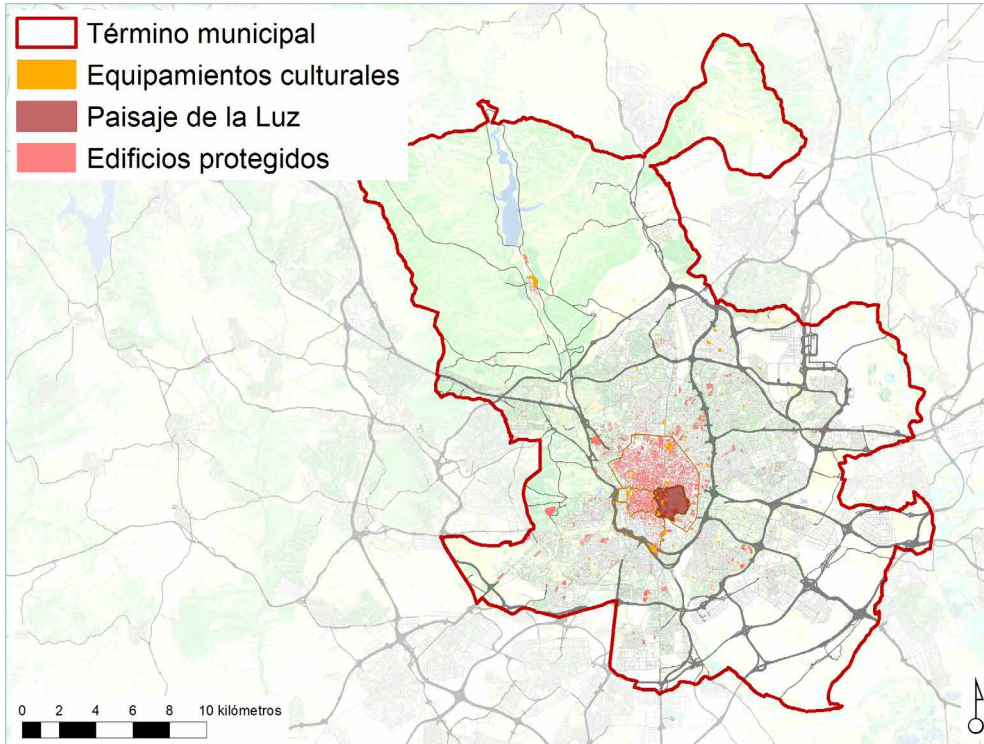 Término municipal
Equipamientos culturales
Paisaje de la Luz
Edificios protegidos
0 2 4 6 8 10 kilómetros